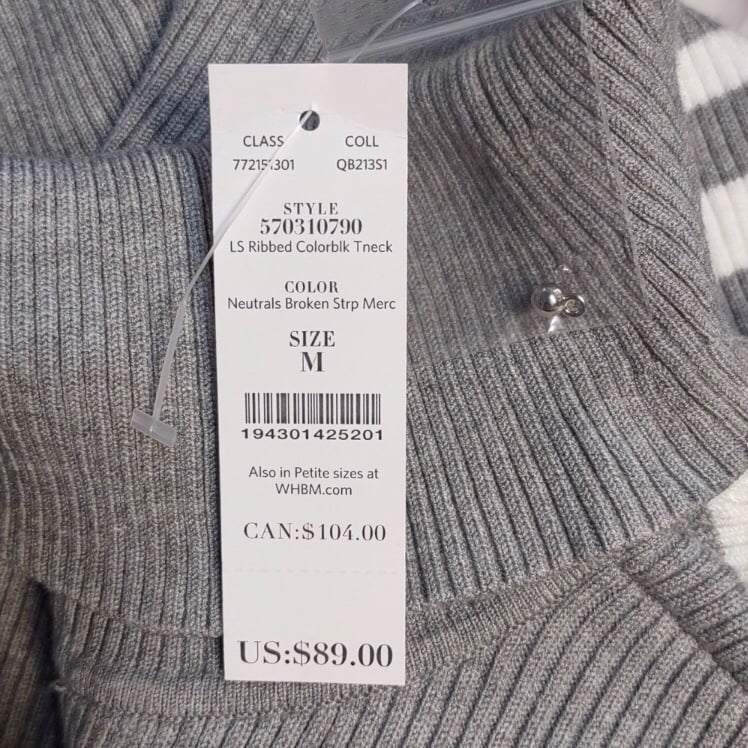 CLASS COLL
772151301 QB213S1
STYLE
570310790
LS Ribbed Colorblk Tneck
COLOR
Neutrals Broken Strp Merc
SIZE
M
194301425201
Also in Petite sizes at
WHBM.com
CAN:$104.00
US:$89.00